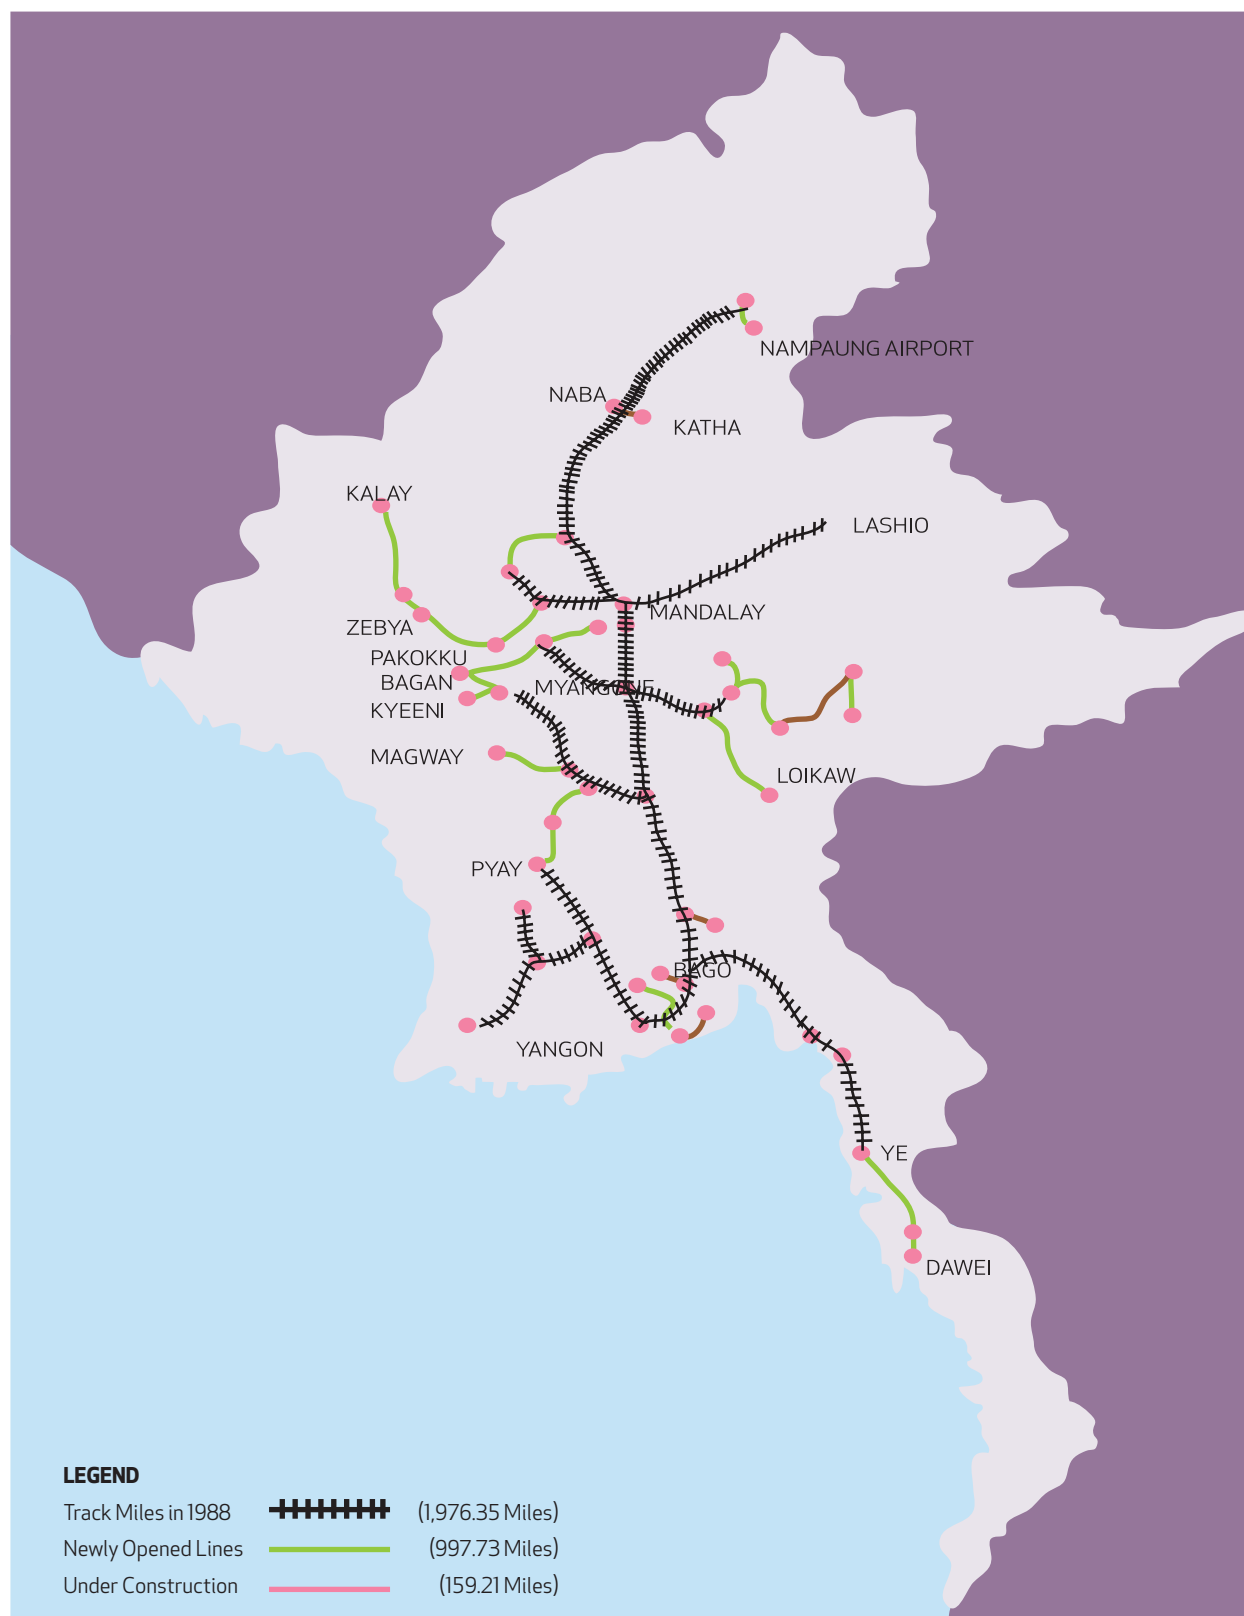 NAMPAUNG AIRPORT
NABA
KATHA
KALAY
LASHIO
MANDALAY
ZEBYA
PAKOKKU
BAGAN
MYANGONE
KYEENI
MAGWAY
LOIKAW
PYAY
BAGO
YANGON
YE
DAWEI
LEGEND
Track Miles in 1988 (1,976.35 Miles)
Newly Opened Lines (997.73 Miles)
Under Construction (159.21 Miles)